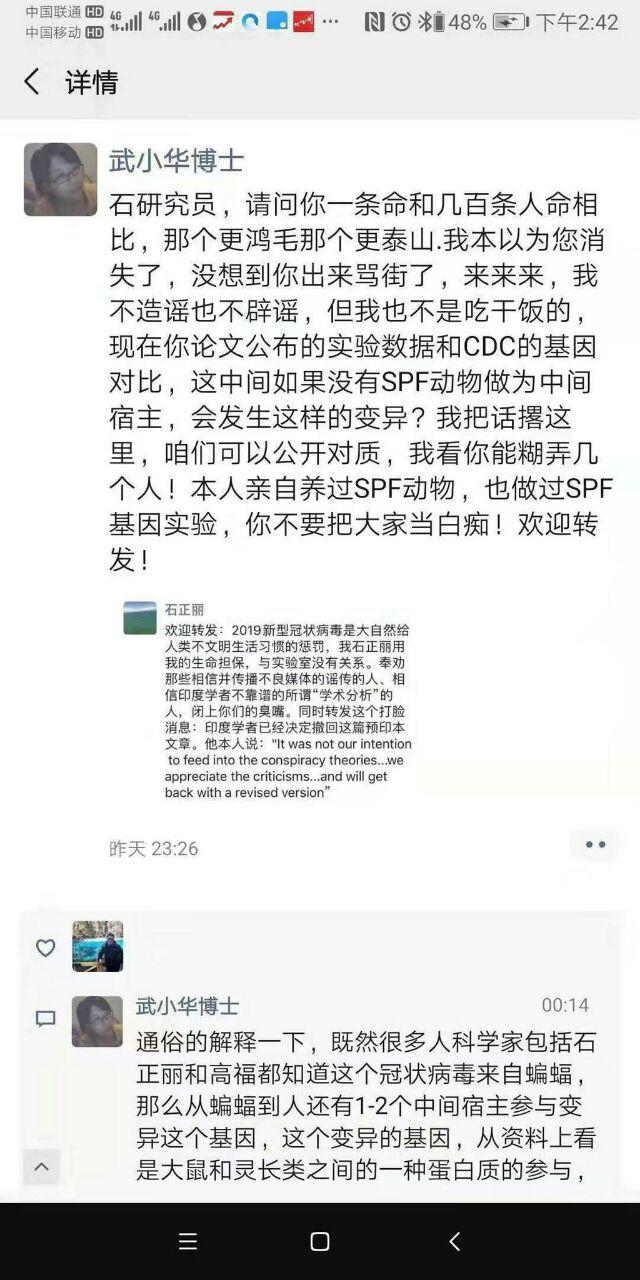 中国联通 HD 4G 4G 48% 下午2:42
中国移动 HD
详情
武小华博士
石研究员，请问你一条命和几百条人命相
比，那个更鸿毛那个更泰山.我本以为您消
失了，没想到你出来骂街了，来来来，我
不造谣也不辟谣，但我也不是吃干饭的，
现在你论文公布的实验数据和CDC的基因
对比，这中间如果没有SPF动物做为中间
宿主，会发生这样的变异？我把话撂这
里，咱们可以公开对质，我看你能糊弄几
个人！本人亲自养过SPF动物，也做过SPF
基因实验，你不要把大家当白痴！欢迎转
发！
石正丽
欢迎转发：2019新型冠状病毒是大自然给
人类不文明生活习惯的惩罚，我石正丽用
我的生命担保，与实验室没有关系。奉劝
那些相信并传播不良媒体的谣传的人、相
信印度学者不靠谱的所谓“学术分析”的
人，闭上你们的臭嘴。同时转发这个打脸
消息：印度学者已经决定撤回这篇预印本
文章。他本人说："It was not our intention
to feed into the conspiracy theories...we
appreciate the criticisms...and will get
back with a revised version”
昨天 23:26
武小华博士 00:14
通俗的解释一下，既然很多人科学家包括石
正丽和高福都知道这个冠状病毒来自蝙蝠，
那么从蝙蝠到人还有1-2个中间宿主参与变
异这个基因，这个变异的基因，从资料上看
是大鼠和灵长类之间的一种蛋白质的参与，